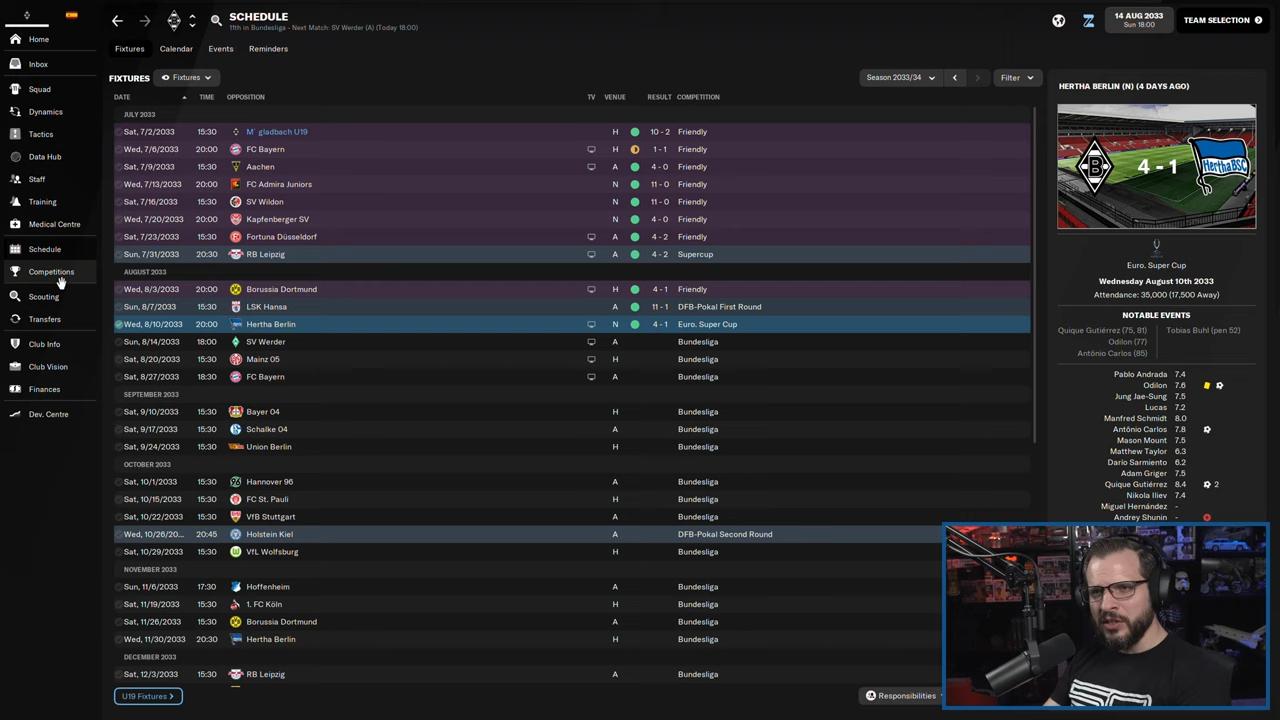 SCHEDULE
11th in Bundesliga - Next Match: SV Werder (A) (Today 18:00)
14 AUG 2033
Sun 18:00
TEAM SELECTION
Home
Inbox
Squad
Dynamics
Tactics
Data Hub
Staff
Training
Medical Centre
Schedule
Competitions
Scouting
Transfers
Club Info
Club Vision
Finances
Dev. Centre
Fixtures Calendar Events Reminders
FIXTURES Fixtures Season 2033/34 Filter
DATE TIME OPPOSITION TV VENUE RESULT COMPETITION
JULY 2033
Sat, 7/2/2033 15:30 M´gladbach U19 H 10 - 2 Friendly
Wed, 7/6/2033 20:00 FC Bayern H 1 - 1 Friendly
Sat, 7/9/2033 15:30 Aachen A 4 - 0 Friendly
Wed, 7/13/2033 20:00 FC Admira Juniors N 11 - 0 Friendly
Sat, 7/16/2033 15:30 SV Wildon N 11 - 0 Friendly
Wed, 7/20/2033 20:00 Kapfenberger SV N 4 - 0 Friendly
Sat, 7/23/2033 15:30 Fortuna Düsseldorf A 4 - 2 Friendly
Sun, 7/31/2033 20:30 RB Leipzig A 4 - 2 Supercup
AUGUST 2033
Wed, 8/3/2033 20:00 Borussia Dortmund H 4 - 1 Friendly
Sun, 8/7/2033 15:30 LSK Hansa A 11 - 1 DFB-Pokal First Round
Wed, 8/10/2033 20:00 Hertha Berlin N 4 - 1 Euro. Super Cup
Sun, 8/14/2033 18:00 SV Werder A Bundesliga
Sat, 8/20/2033 15:30 Mainz 05 H Bundesliga
Sat, 8/27/2033 18:30 FC Bayern A Bundesliga
SEPTEMBER 2033
Sat, 9/10/2033 15:30 Bayer 04 H Bundesliga
Sat, 9/17/2033 15:30 Schalke 04 A Bundesliga
Sat, 9/24/2033 15:30 Union Berlin H Bundesliga
OCTOBER 2033
Sat, 10/1/2033 15:30 Hannover 96 A Bundesliga
Sat, 10/15/2033 15:30 FC St. Pauli H Bundesliga
Sat, 10/22/2033 15:30 VfB Stuttgart A Bundesliga
Wed, 10/26/20... 20:45 Holstein Kiel A DFB-Pokal Second Round
Sat, 10/29/2033 15:30 VfL Wolfsburg H Bundesliga
NOVEMBER 2033
Sun, 11/6/2033 17:30 Hoffenheim A Bundesliga
Sat, 11/19/2033 15:30 1. FC Köln H Bundesliga
Sat, 11/26/2033 15:30 Borussia Dortmund A Bundesliga
Wed, 11/30/2033 20:30 Hertha Berlin H Bundesliga
DECEMBER 2033
Sat, 12/3/2033 15:30 RB Leipzig A Bundesliga
U19 Fixtures
Responsibilities
HERTHA BERLIN (N) (4 DAYS AGO)
4 - 1
Hertha BSC
Euro. Super Cup
Wednesday August 10th 2033
Attendance: 35,000 (17,500 Away)
NOTABLE EVENTS
Quique Gutiérrez (75, 81) Tobias Buhl (pen 52)
Odilon (77)
Antônio Carlos (85)
Pablo Andrada 7.4
Odilon 7.6
Jung Jae-Sung 7.5
Lucas 7.2
Manfred Schmidt 8.0
Antônio Carlos 7.8
Mason Mount 7.5
Matthew Taylor 6.3
Darío Sarmiento 6.2
Adam Griger 7.5
Quique Gutiérrez 8.4 2
Nikola Iliev 7.4
Miguel Hernández -
Andrey Shunin -